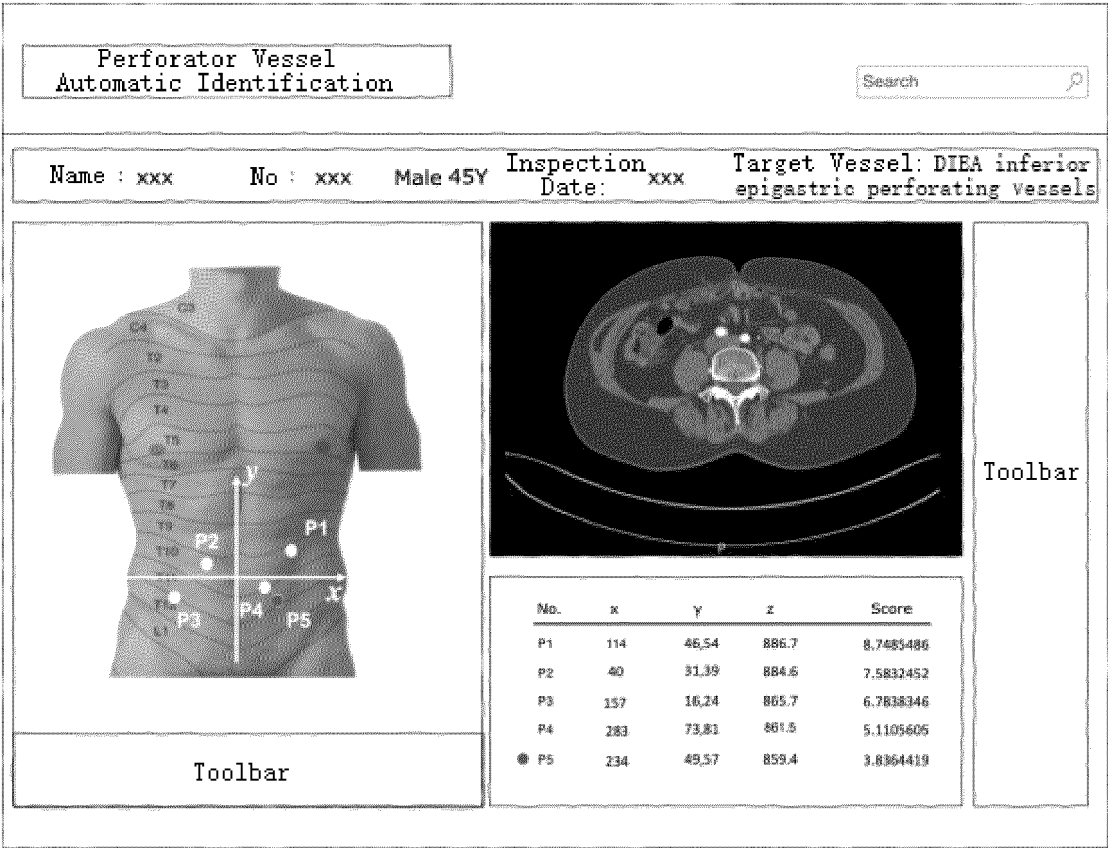 Perforator Vessel
Automatic Identification
Search
Name : xxx No : xxx Male 45Y Inspection Date: xxx Target Vessel: DIEA inferior epigastric perforating vessels
C3
C4
T2
T3
T4
T5
T6
T7
T8
T9
T10
L1
y
x
P1
P2
P3
P4
P5
Toolbar
P
Toolbar
No. x y z Score
P1 114 46,54 886.7 8.7485486
P2 40 31,39 884.6 7.5832452
P3 157 16,24 865.7 6.7838346
P4 283 73,81 861.5 5.1105605
P5 234 49,57 859.4 3.8364419